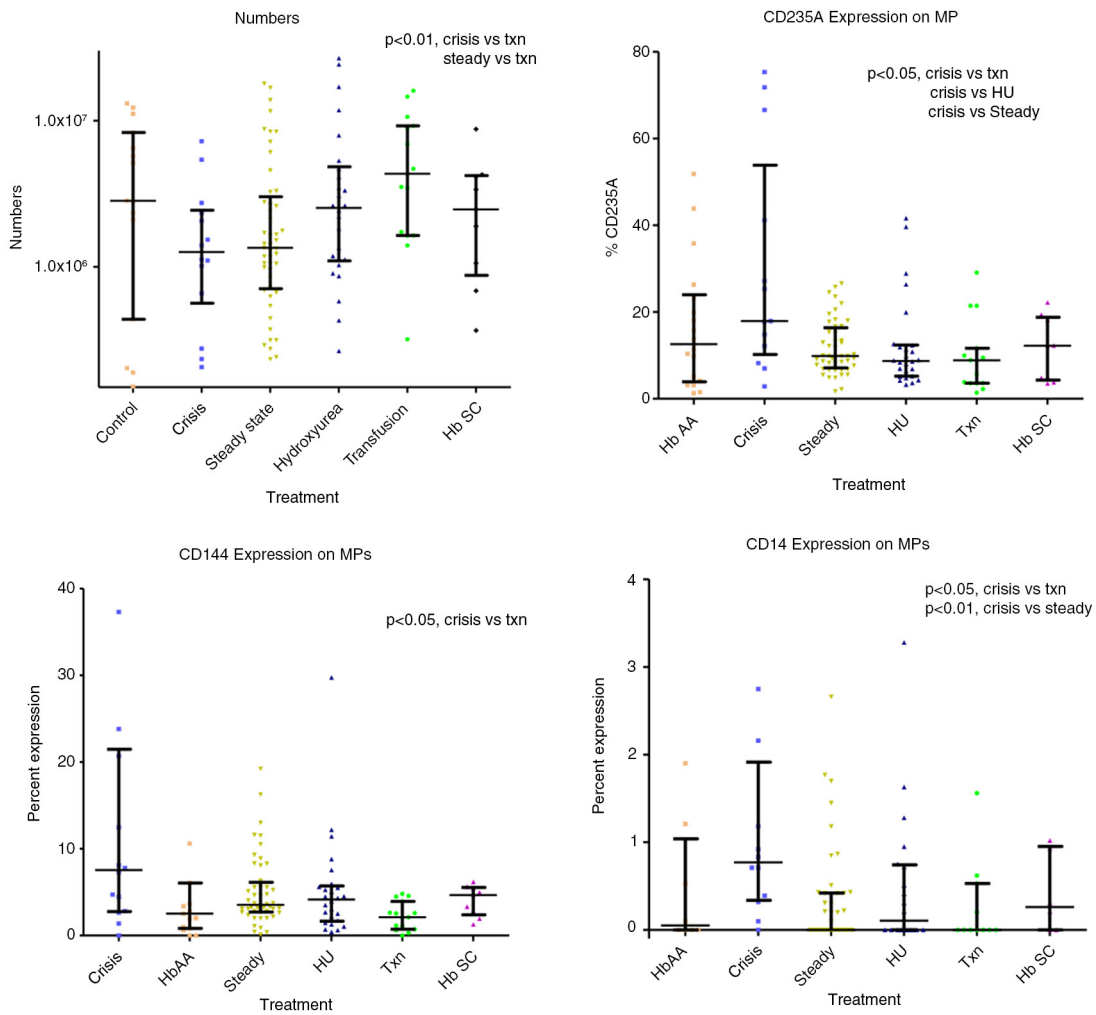 Numbers
p<0.01, crisis vs txn
steady vs txn
1.0x10⁷
1.0x10⁶
Numbers
Control
Crisis
Steady state
Hydroxyurea
Transfusion
Hb SC
Treatment
CD235A Expression on MP
p<0.05, crisis vs txn
crisis vs HU
crisis vs Steady
80
60
40
20
0
% CD235A
Hb AA
Crisis
Steady
HU
Txn
Hb SC
Treatment
CD144 Expression on MPs
p<0.05, crisis vs txn
40
30
20
10
0
Percent expression
Crisis
HbAA
Steady
HU
Txn
Hb SC
Treatment
CD14 Expression on MPs
p<0.05, crisis vs txn
p<0.01, crisis vs steady
4
3
2
1
0
Percent expression
HbAA
Crisis
Steady
HU
Txn
Hb SC
Treatment